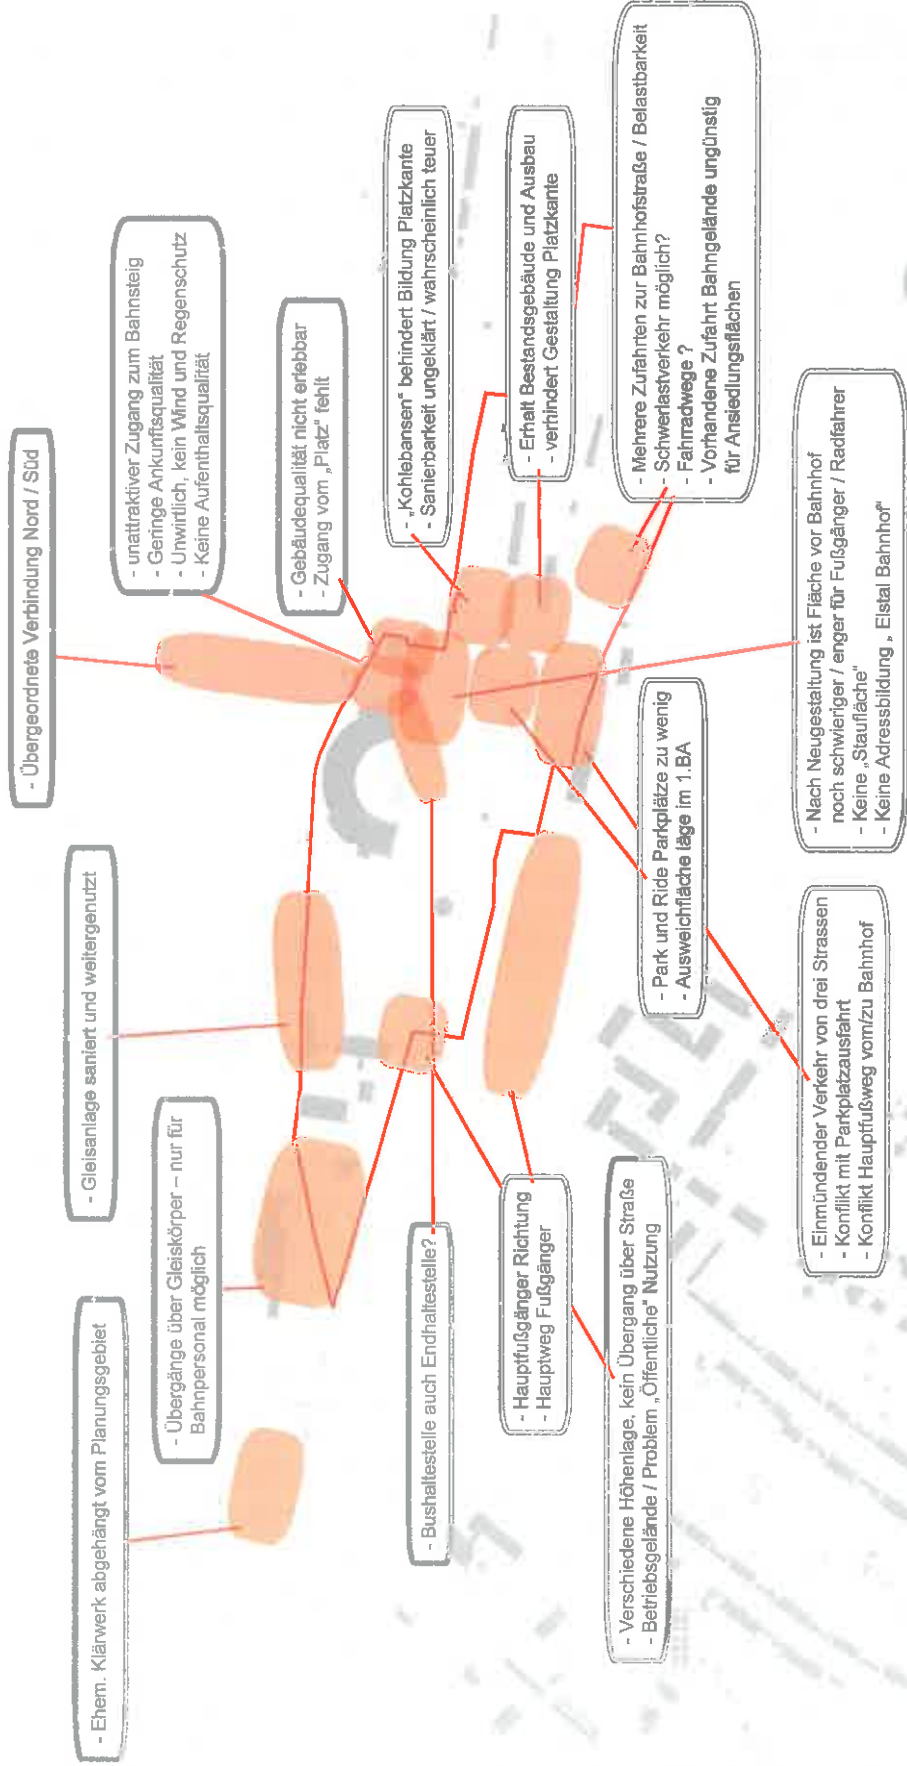 - Ehem. Klärwerk abgehängt vom Planungsgebiet
- Übergänge über Gleiskörper – nur für
Bahnpersonal möglich
- Gleisanlage saniert und weitergenutzt
- Übergeordnete Verbindung Nord / Süd
- unattraktiver Zugang zum Bahnsteig
- Geringe Ankunftsqualität
- Unwirtlich, kein Wind und Regenschutz
- Keine Aufenthaltsqualität
- Gebäudequalität nicht erlebbar
- Zugang vom „Platz" fehlt
- „Kohlebansen" behindert Bildung Platzkante
- Sanierbarkeit ungeklärt / wahrscheinlich teuer
- Erhalt Bestandsgebäude und Ausbau
- verhindert Gestaltung Platzkante
- Mehrere Zufahrten zur Bahnhofstraße / Belastbarkeit
- Schwerlastverkehr möglich?
- Fahrradwege ?
- Vorhandene Zufahrt Bahngelände ungünstig
für Ansiedlungsflächen
- Bushaltestelle auch Endhaltestelle?
- Hauptfußgänger Richtung
- Hauptweg Fußgänger
- Verschiedene Höhenlage, kein Übergang über Straße
- Betriebsgelände / Problem „Öffentliche" Nutzung
- Park und Ride Parkplätze zu wenig
- Ausweichfläche läge im 1.BA
- Einmündender Verkehr von drei Strassen
- Konflikt mit Parkplatzausfahrt
- Konflikt Hauptfußweg vom/zu Bahnhof
- Nach Neugestaltung ist Fläche vor Bahnhof
noch schwieriger / enger für Fußgänger / Radfahrer
- Keine „Staufläche"
- Keine Adressbildung „ Elstal Bahnhof"